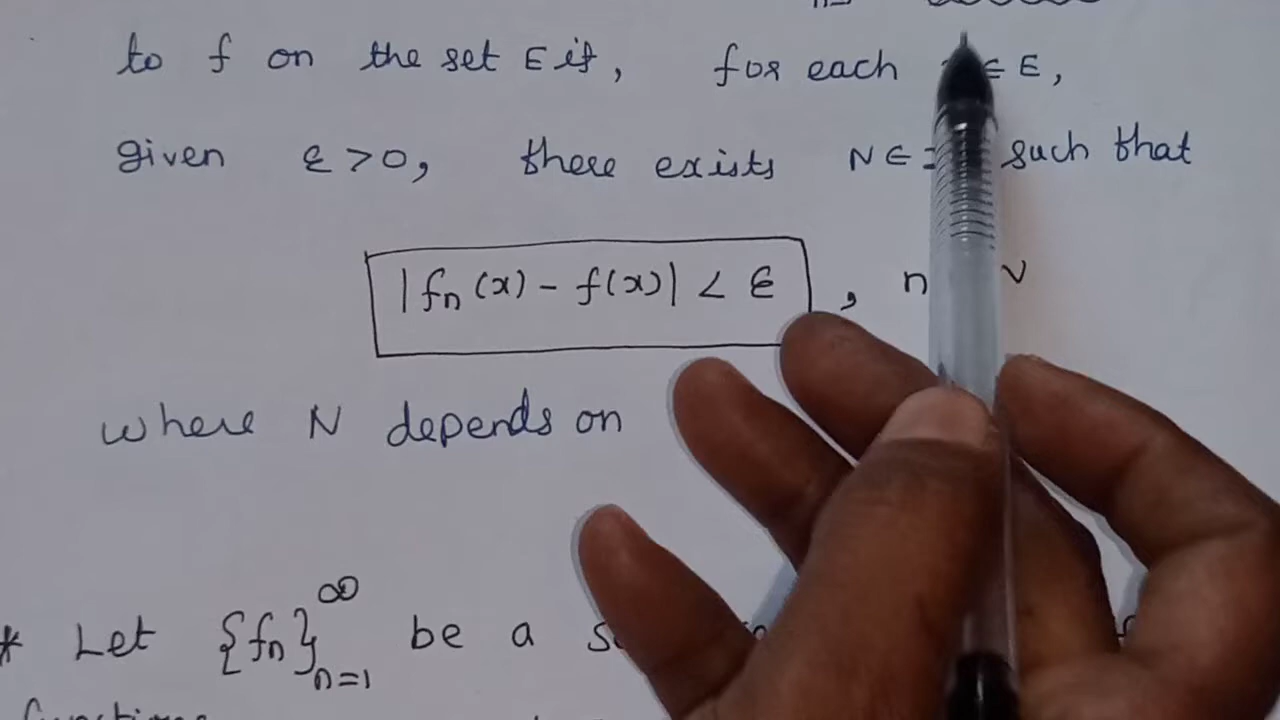 to f on the set E if, for each ∈ E,
given ε > 0, there exists N ∈ such that
|fn(x) - f(x)| < ε, n N
where N depends on
* Let {fn}∞n=1 be a
functions